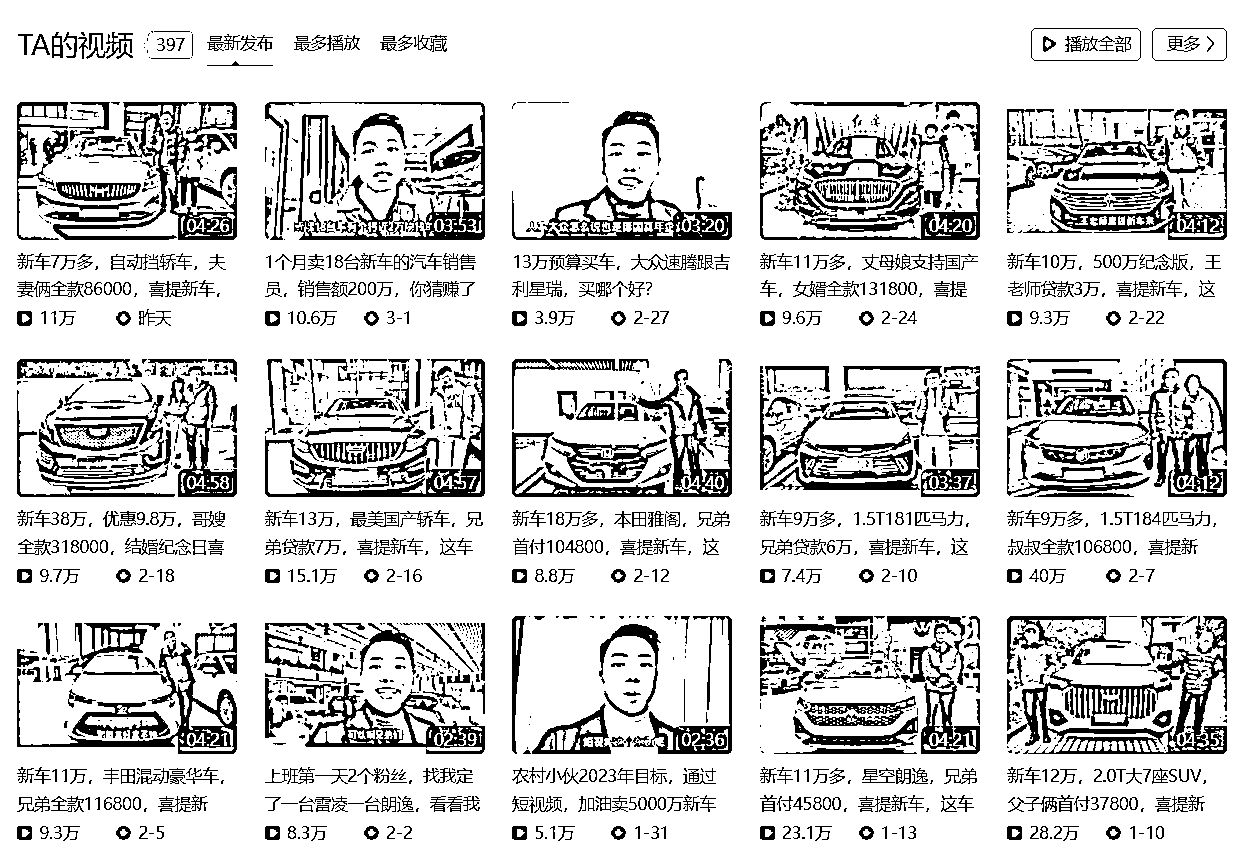 TA的视频 397 最新发布 最多播放 最多收藏 播放全部 更多
04:26 03:53 03:20 04:20 04:12
新车7万多，自动挡轿车，夫
妻俩全款86000，喜提新车，
11万 昨天
1个月卖18台新车的汽车销售
员，销售额200万，你猜赚了
10.6万 3-1
13万预算买车，大众速腾跟吉
利星瑞，买哪个好？
3.9万 2-27
新车11万多，丈母娘支持国产
车，女婿全款131800，喜提
9.6万 2-24
新车10万，500万纪念版，王
老师贷款3万，喜提新车，这
9.3万 2-22
04:58 04:57 04:40 03:37 04:12
新车38万，优惠9.8万，哥嫂
全款318000，结婚纪念日喜
9.7万 2-18
新车13万，最美国产轿车，兄
弟贷款7万，喜提新车，这车
15.1万 2-16
新车18万多，本田雅阁，兄弟
首付104800，喜提新车，这
8.8万 2-12
新车9万多，1.5T181匹马力，
兄弟贷款6万，喜提新车，这
7.4万 2-10
新车9万多，1.5T184匹马力，
叔叔全款106800，喜提新
40万 2-7
04:21 02:39 02:36 04:21 04:35
新车11万，丰田混动豪华车，
兄弟全款116800，喜提新
9.3万 2-5
上班第一天2个粉丝，找我定
了一台雷凌一台朗逸，看看我
8.3万 2-2
农村小伙2023年目标，通过
短视频，加油卖5000万新车
5.1万 1-31
新车11万多，星空朗逸，兄弟
首付45800，喜提新车，这车
23.1万 1-13
新车12万，2.0T大7座SUV，
父子俩首付37800，喜提新
28.2万 1-10